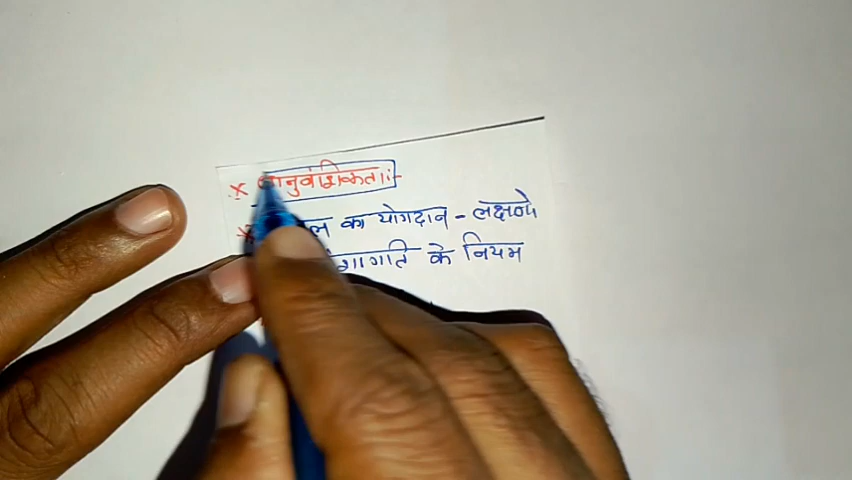 * आनुवंशिकता :-
* का योगदान - लक्षणो
के नियम